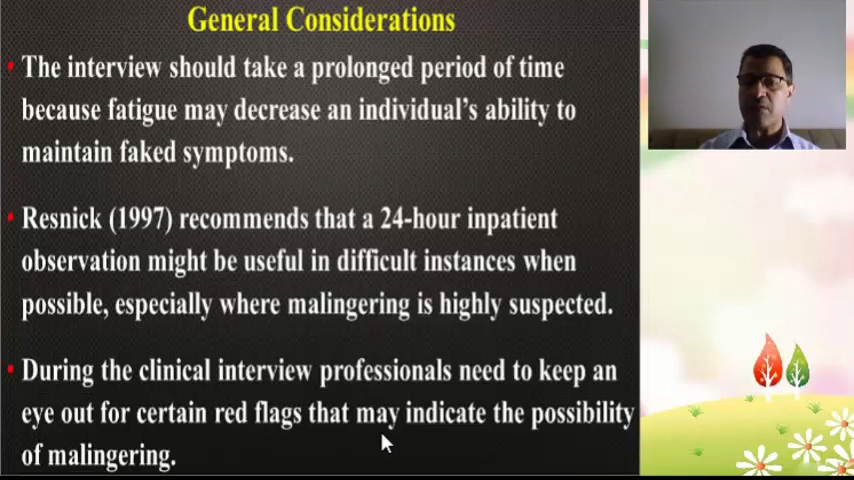 General Considerations
The interview should take a prolonged period of time
because fatigue may decrease an individual's ability to
maintain faked symptoms.
Resnick (1997) recommends that a 24-hour inpatient
observation might be useful in difficult instances when
possible, especially where malingering is highly suspected.
During the clinical interview professionals need to keep an
eye out for certain red flags that may indicate the possibility
of malingering.